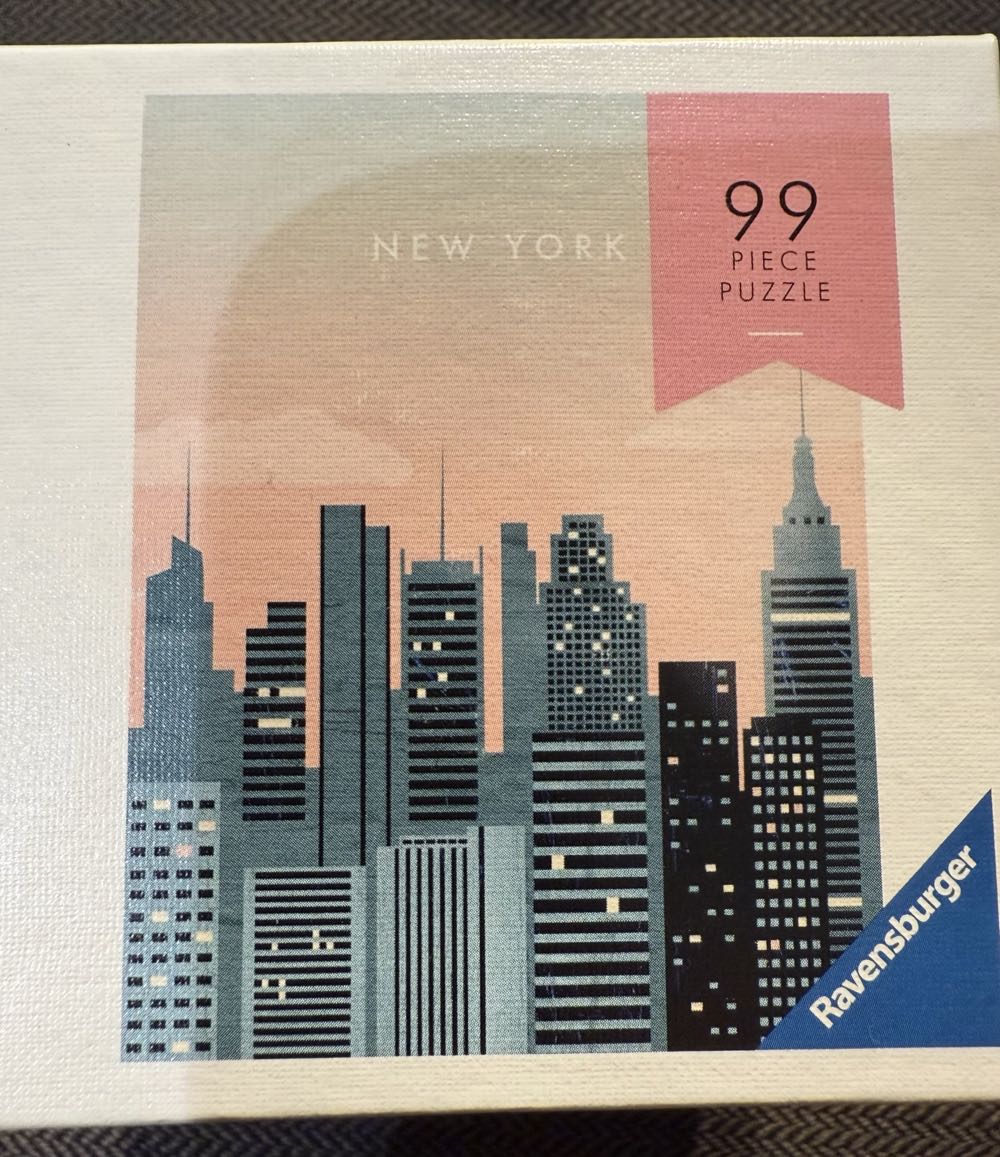 NEW YORK
99
PIECE
PUZZLE
Ravensburger